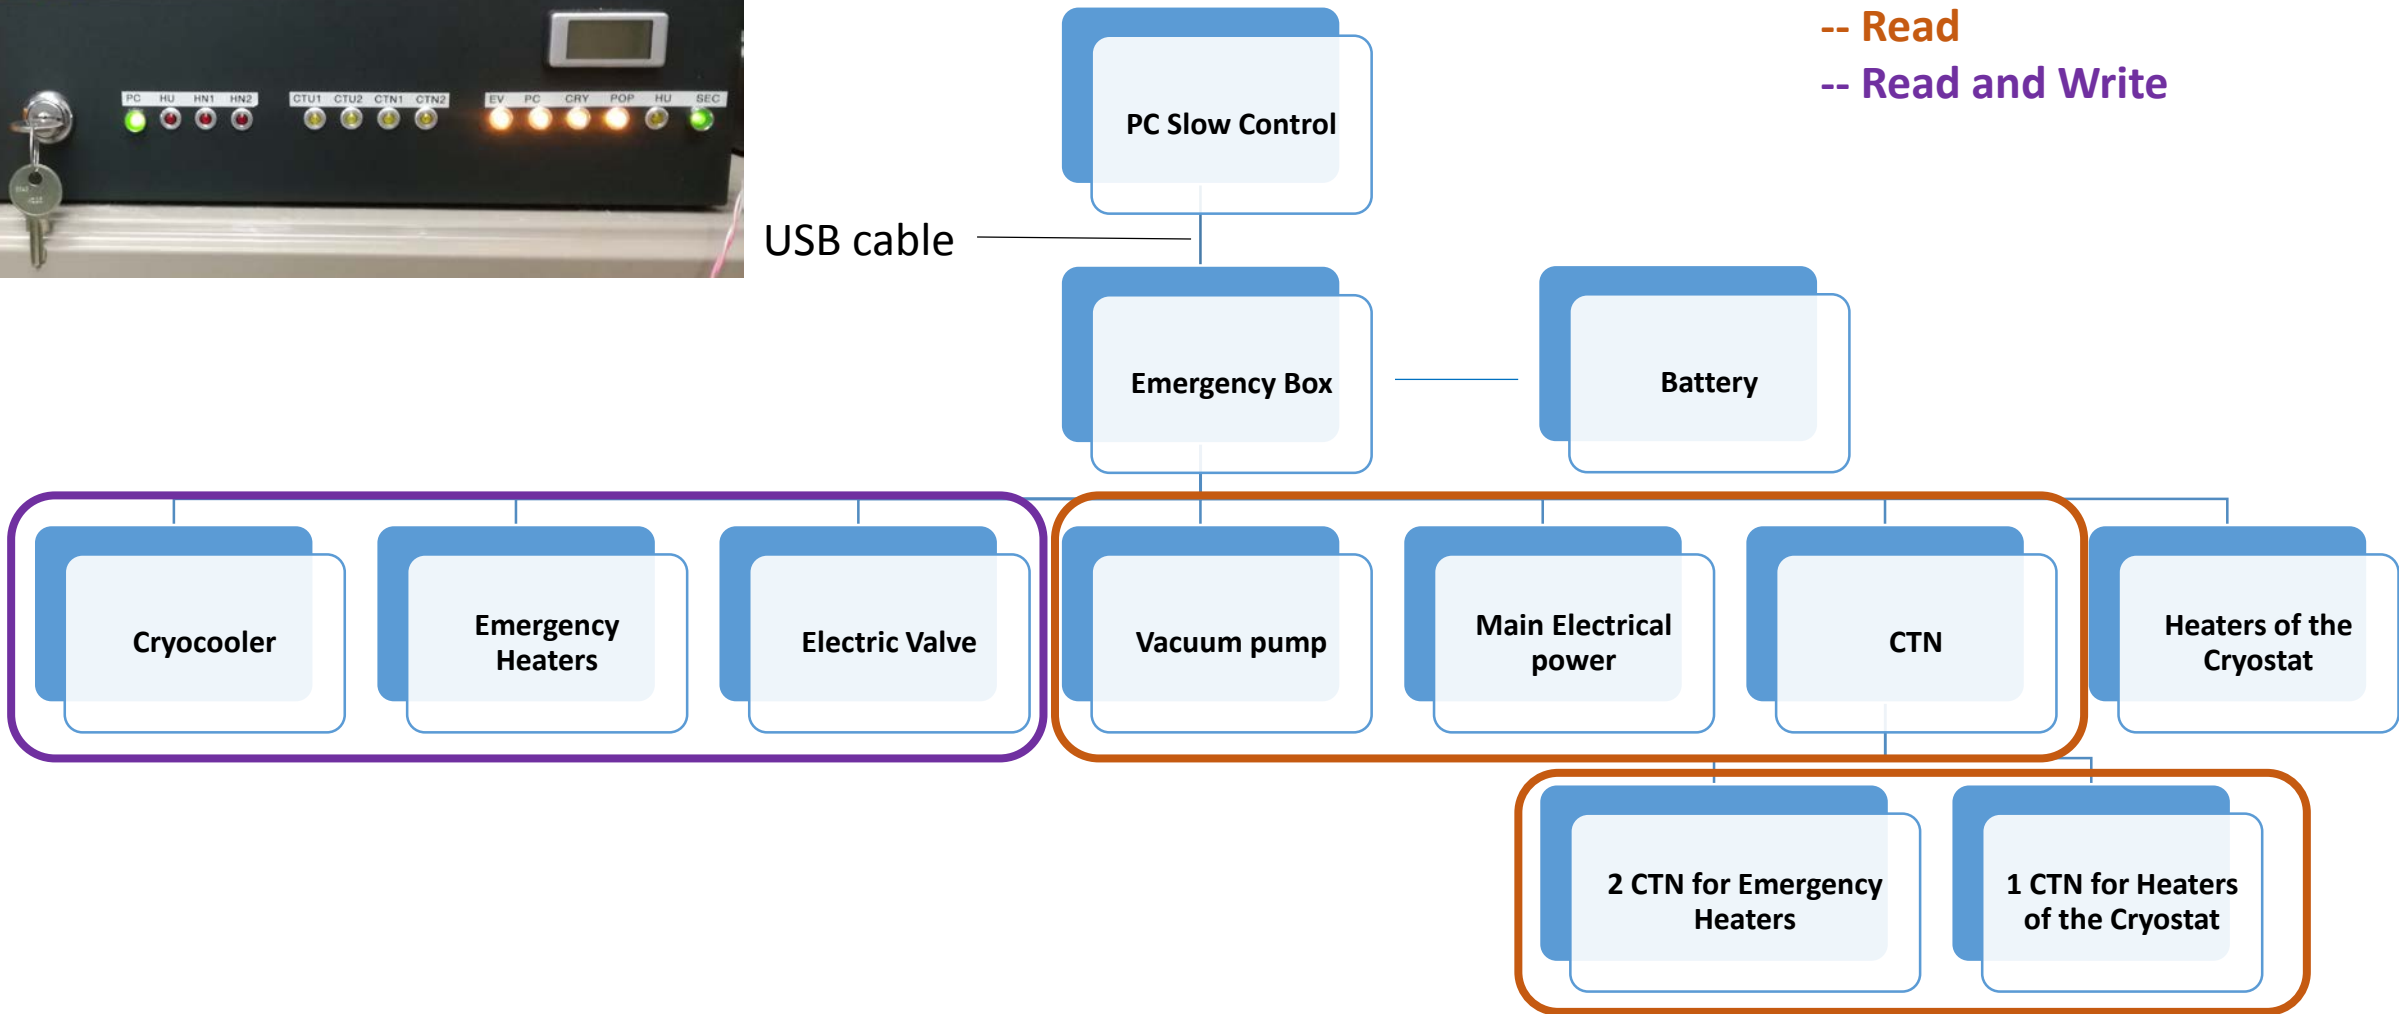 PC HU HN1 HN2 CTU1 CTU2 CTN1 CTN2 EV PC CRY POP HU SEC
-- Read
-- Read and Write
PC Slow Control
USB cable
Emergency Box
Battery
Cryocooler
Emergency
Heaters
Electric Valve
Vacuum pump
Main Electrical
power
CTN
Heaters of the
Cryostat
2 CTN for Emergency
Heaters
1 CTN for Heaters
of the Cryostat